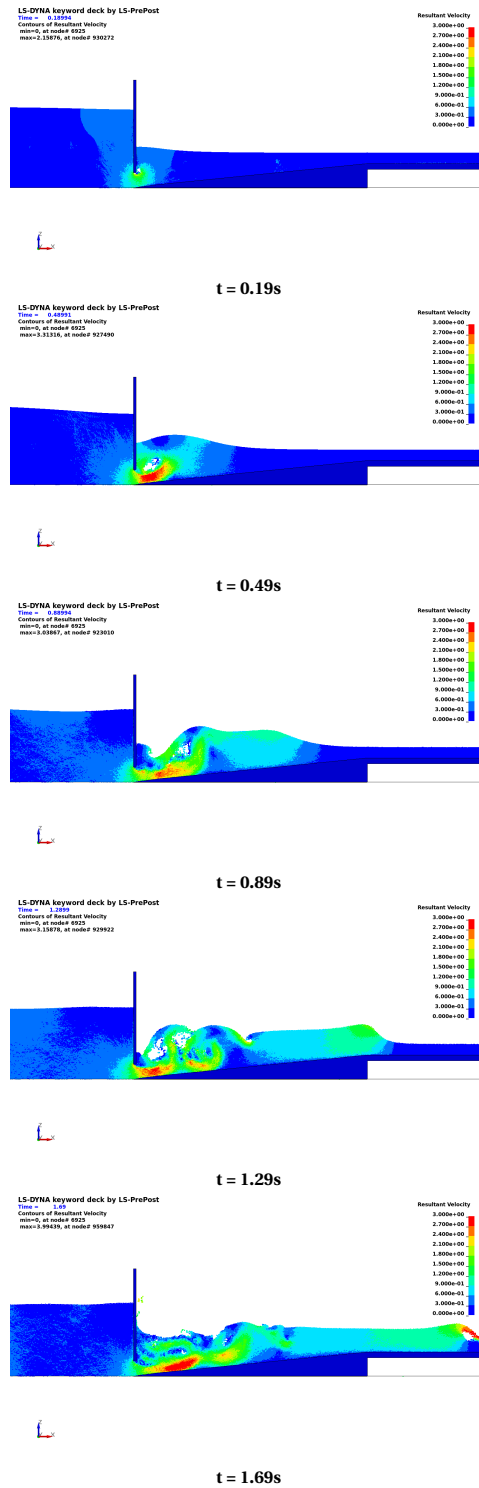 LS-DYNA keyword deck by LS-PrePost
Time = 0.18994
Contours of Resultant Velocity
min=0, at node# 6925
max=2.15876, at node# 930272
Resultant Velocity
3.000e+00
2.700e+00
2.400e+00
2.100e+00
1.800e+00
1.500e+00
1.200e+00
9.000e-01
6.000e-01
3.000e-01
0.000e+00
Z
X
t = 0.19s
LS-DYNA keyword deck by LS-PrePost
Time = 0.48991
Contours of Resultant Velocity
min=0, at node# 6925
max=3.31316, at node# 927490
Resultant Velocity
3.000e+00
2.700e+00
2.400e+00
2.100e+00
1.800e+00
1.500e+00
1.200e+00
9.000e-01
6.000e-01
3.000e-01
0.000e+00
Z
X
t = 0.49s
LS-DYNA keyword deck by LS-PrePost
Time = 0.88994
Contours of Resultant Velocity
min=0, at node# 6925
max=3.03867, at node# 923010
Resultant Velocity
3.000e+00
2.700e+00
2.400e+00
2.100e+00
1.800e+00
1.500e+00
1.200e+00
9.000e-01
6.000e-01
3.000e-01
0.000e+00
Z
X
t = 0.89s
LS-DYNA keyword deck by LS-PrePost
Time = 1.2899
Contours of Resultant Velocity
min=0, at node# 6925
max=3.15878, at node# 929922
Resultant Velocity
3.000e+00
2.700e+00
2.400e+00
2.100e+00
1.800e+00
1.500e+00
1.200e+00
9.000e-01
6.000e-01
3.000e-01
0.000e+00
Z
X
t = 1.29s
LS-DYNA keyword deck by LS-PrePost
Time = 1.69
Contours of Resultant Velocity
min=0, at node# 6925
max=3.99439, at node# 959847
Resultant Velocity
3.000e+00
2.700e+00
2.400e+00
2.100e+00
1.800e+00
1.500e+00
1.200e+00
9.000e-01
6.000e-01
3.000e-01
0.000e+00
Z
X
t = 1.69s